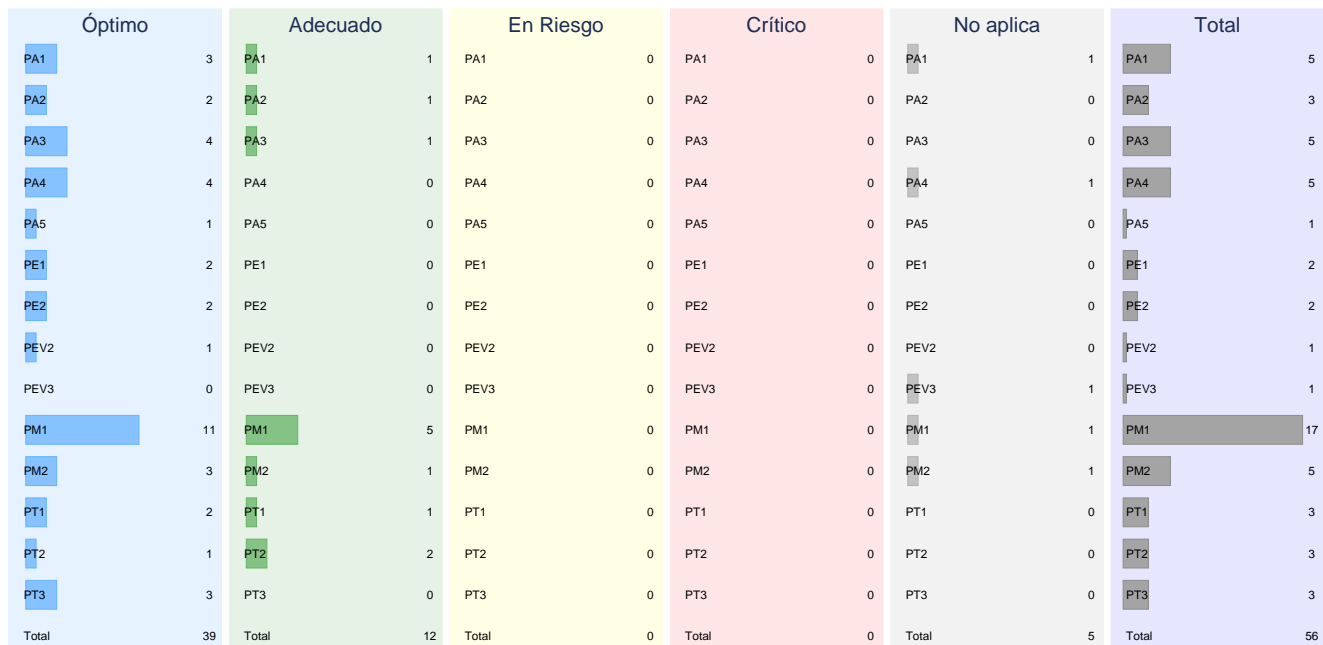 Óptimo Adecuado En Riesgo Crítico No aplica Total
PA1 3 PA1 1 PA1 0 PA1 0 PA1 1 PA1 5
PA2 2 PA2 1 PA2 0 PA2 0 PA2 0 PA2 3
PA3 4 PA3 1 PA3 0 PA3 0 PA3 0 PA3 5
PA4 4 PA4 0 PA4 0 PA4 0 PA4 1 PA4 5
PA5 1 PA5 0 PA5 0 PA5 0 PA5 0 PA5 1
PE1 2 PE1 0 PE1 0 PE1 0 PE1 0 PE1 2
PE2 2 PE2 0 PE2 0 PE2 0 PE2 0 PE2 2
PEV2 1 PEV2 0 PEV2 0 PEV2 0 PEV2 0 PEV2 1
PEV3 0 PEV3 0 PEV3 0 PEV3 0 PEV3 1 PEV3 1
PM1 11 PM1 5 PM1 0 PM1 0 PM1 1 PM1 17
PM2 3 PM2 1 PM2 0 PM2 0 PM2 1 PM2 5
PT1 2 PT1 1 PT1 0 PT1 0 PT1 0 PT1 3
PT2 1 PT2 2 PT2 0 PT2 0 PT2 0 PT2 3
PT3 3 PT3 0 PT3 0 PT3 0 PT3 0 PT3 3
Total 39 Total 12 Total 0 Total 0 Total 5 Total 56